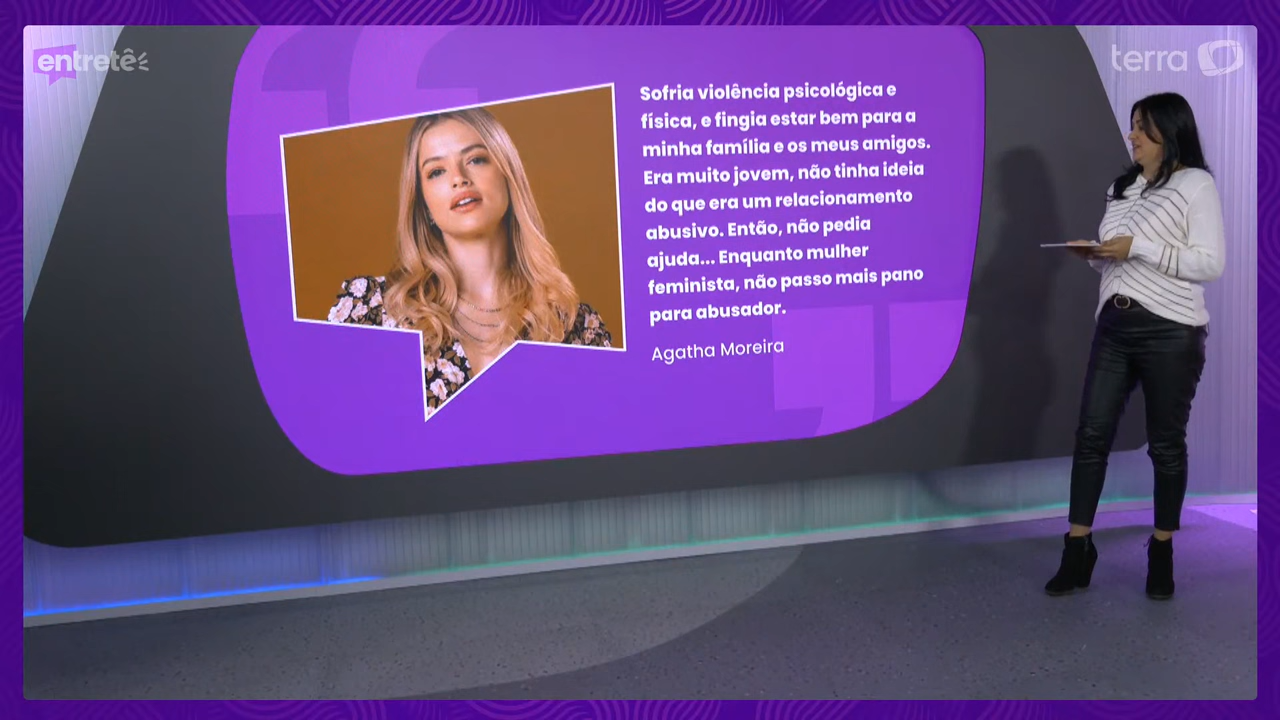 entretê
terra
Sofria violência psicológica e
física, e fingia estar bem para a
minha família e os meus amigos.
Era muito jovem, não tinha ideia
do que era um relacionamento
abusivo. Então, não pedia
ajuda... Enquanto mulher
feminista, não passo mais pano
para abusador.
Agatha Moreira